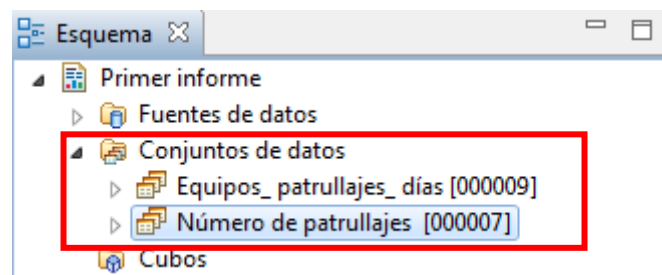 Esquema
Primer informe
Fuentes de datos
Conjuntos de datos
Equipos_ patrullajes_ días [000009]
Número de patrullajes [000007]
Cubos